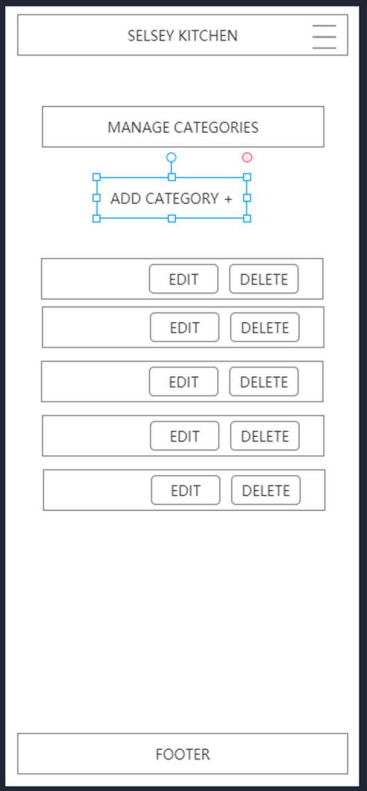 SELSEY KITCHEN
MANAGE CATEGORIES
ADD CATEGORY +
EDIT DELETE
EDIT DELETE
EDIT DELETE
EDIT DELETE
EDIT DELETE
FOOTER